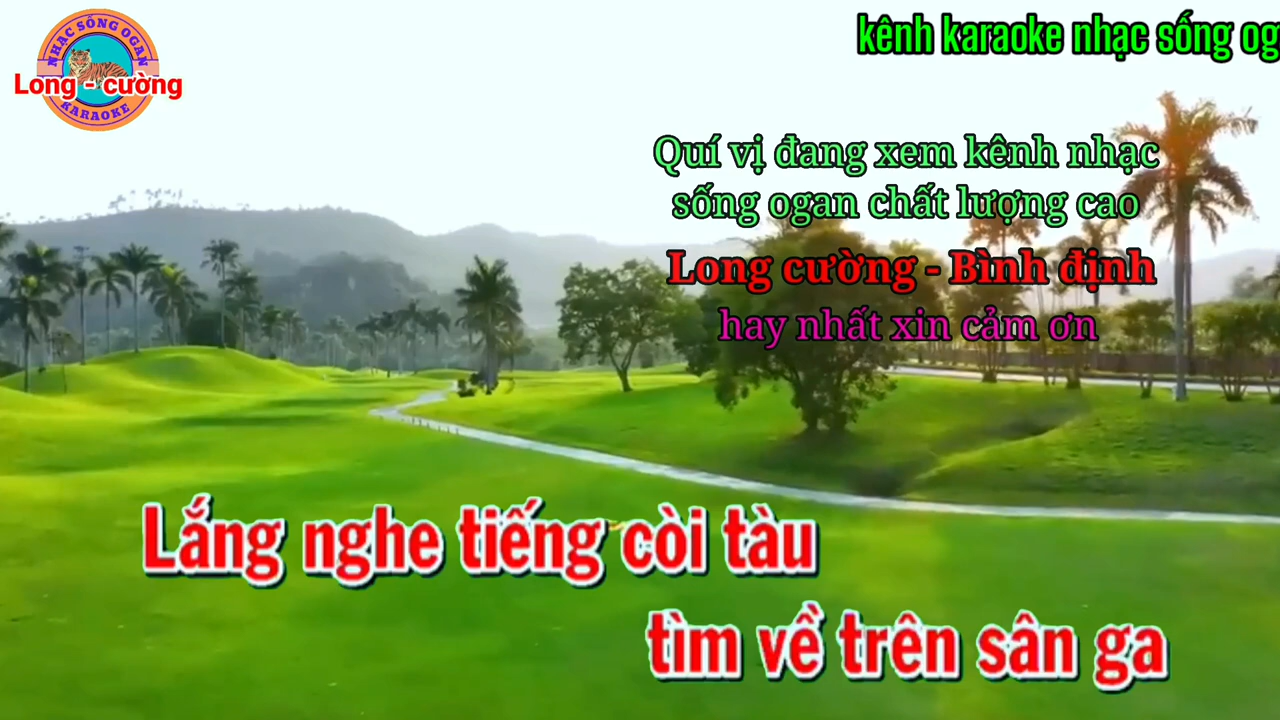 NHẠC SỐNG OGAN
Long - cường
KARAOKE
kênh karaoke nhạc sống og
Quí vị đang xem kênh nhạc
sống ogan chất lượng cao
Long cường - Bình định
hay nhất xin cảm ơn
Lắng nghe tiếng còi tàu
tìm về trên sân ga